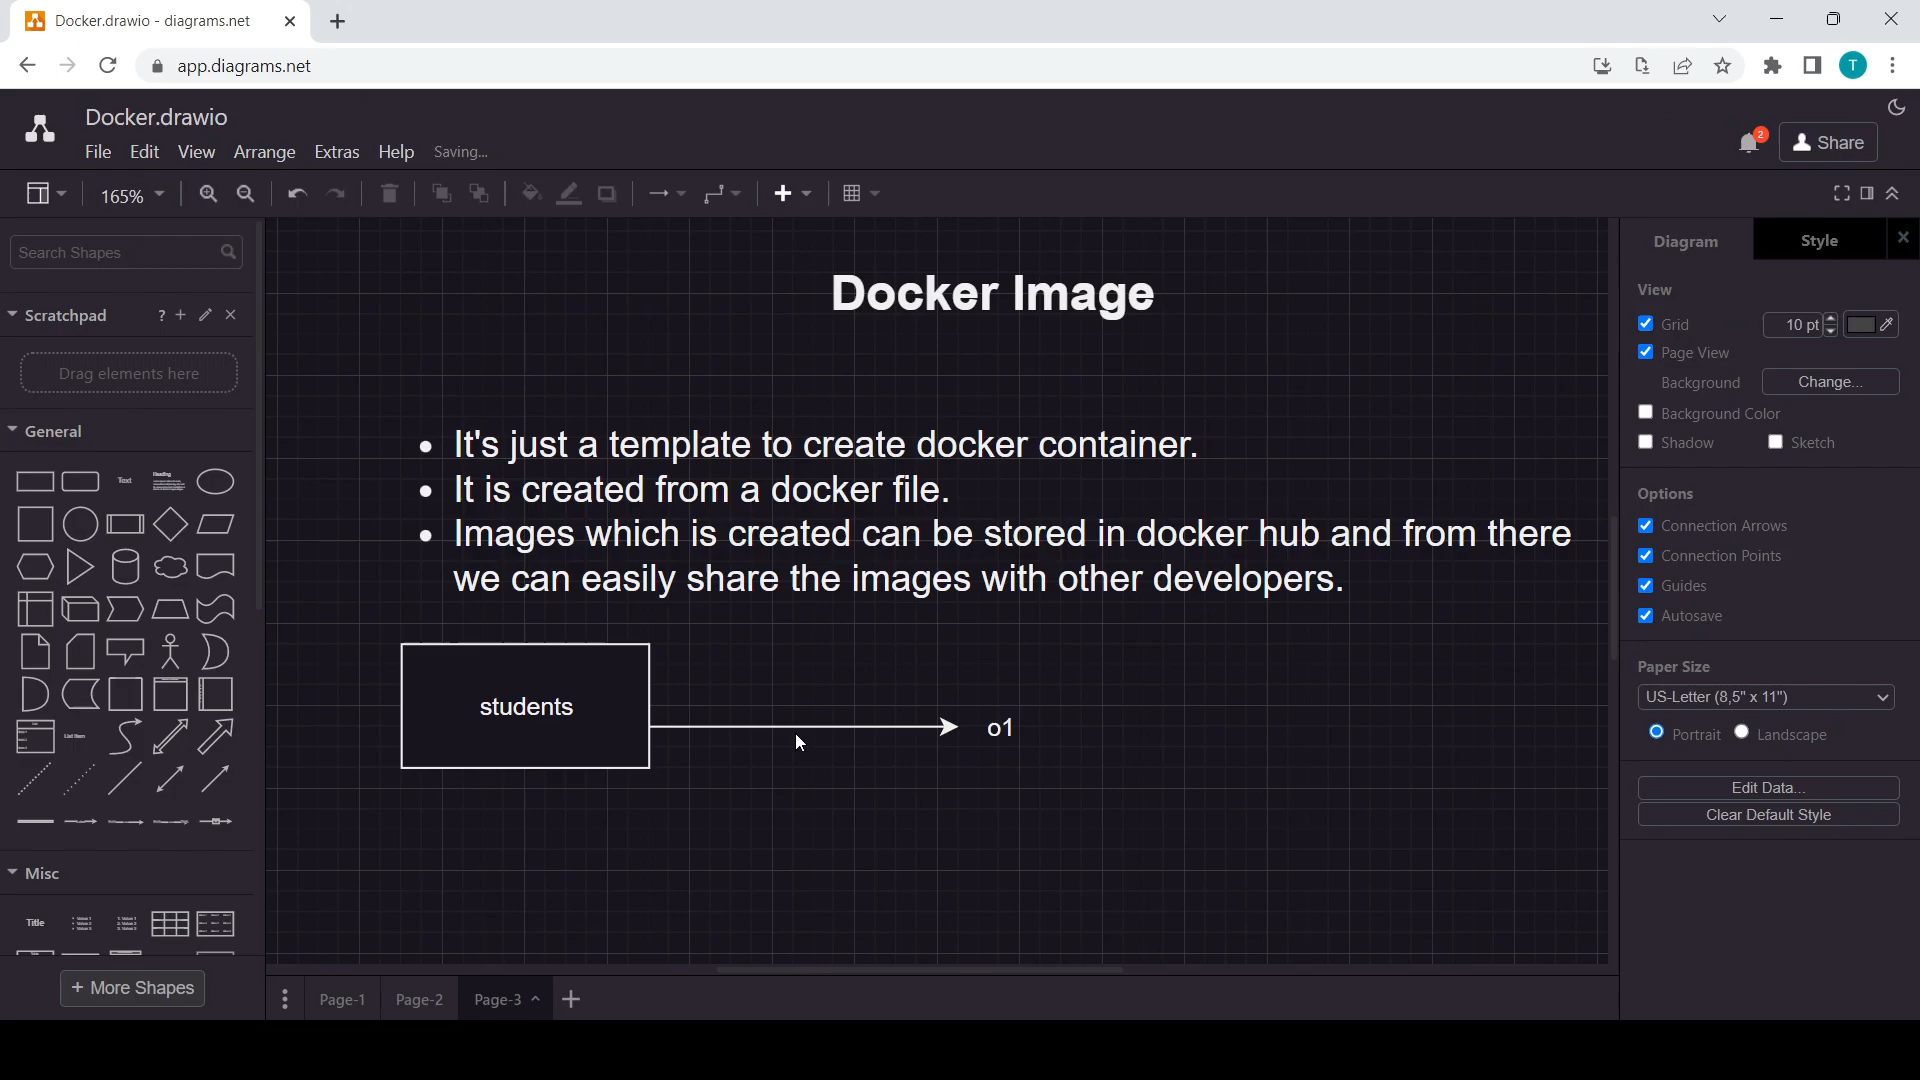 Docker.drawio - diagrams.net
app.diagrams.net
T
Docker.drawio
File Edit View Arrange Extras Help Saving...
2
Share
165%
Search Shapes
Scratchpad ?
Drag elements here
General
Text Heading
List Item
Misc
Title
+ More Shapes
Docker Image
• It's just a template to create docker container.
• It is created from a docker file.
• Images which is created can be stored in docker hub and from there
we can easily share the images with other developers.
students
o1
Page-1 Page-2 Page-3
Diagram Style
View
Grid 10 pt
Page View
Background Change...
Background Color
Shadow Sketch
Options
Connection Arrows
Connection Points
Guides
Autosave
Paper Size
US-Letter (8,5" x 11")
Portrait Landscape
Edit Data...
Clear Default Style